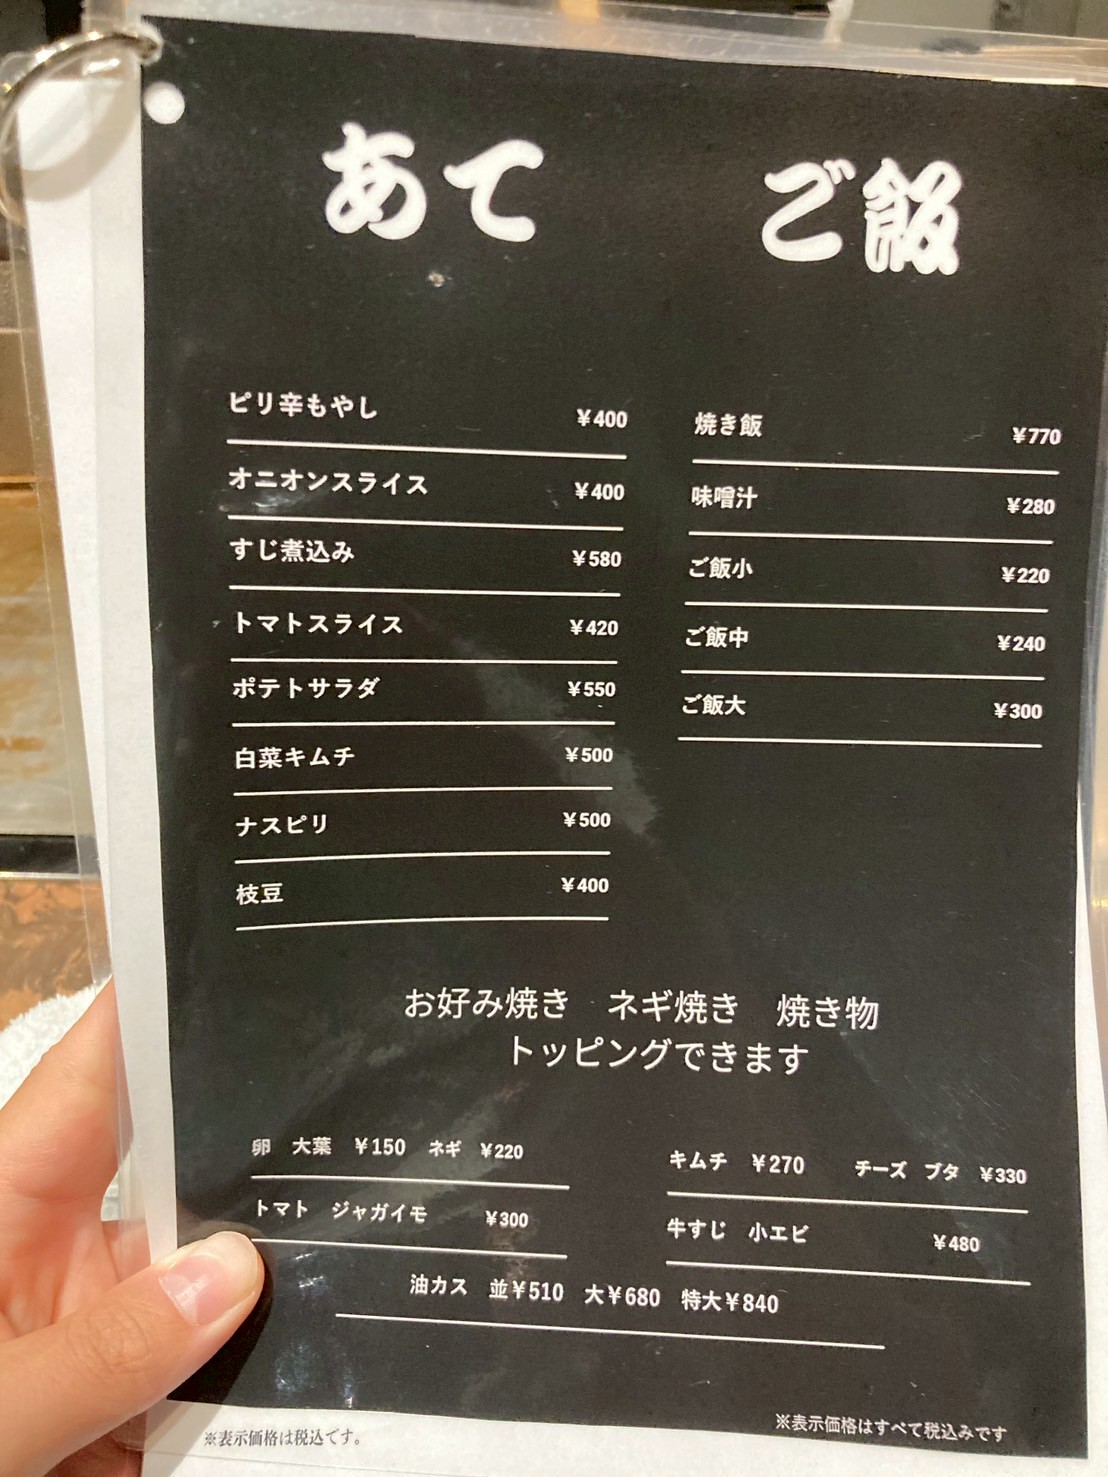 あて
ピリ辛もやし ¥400
オニオンスライス ¥400
すじ煮込み ¥580
トマトスライス ¥420
ポテトサラダ ¥550
白菜キムチ ¥500
ナスピリ ¥500
枝豆 ¥400
ご飯
焼き飯 ¥770
味噌汁 ¥280
ご飯小 ¥220
ご飯中 ¥240
ご飯大 ¥300
お好み焼き ネギ焼き 焼き物
トッピングできます
卵 大葉 ¥150 ネギ ¥220
トマト ジャガイモ ¥300
キムチ ¥270 チーズ ブタ ¥330
牛すじ 小エビ ¥480
油カス 並¥510 大¥680 特大¥840
※表示価格はすべて税込みです
※表示価格は税込です。